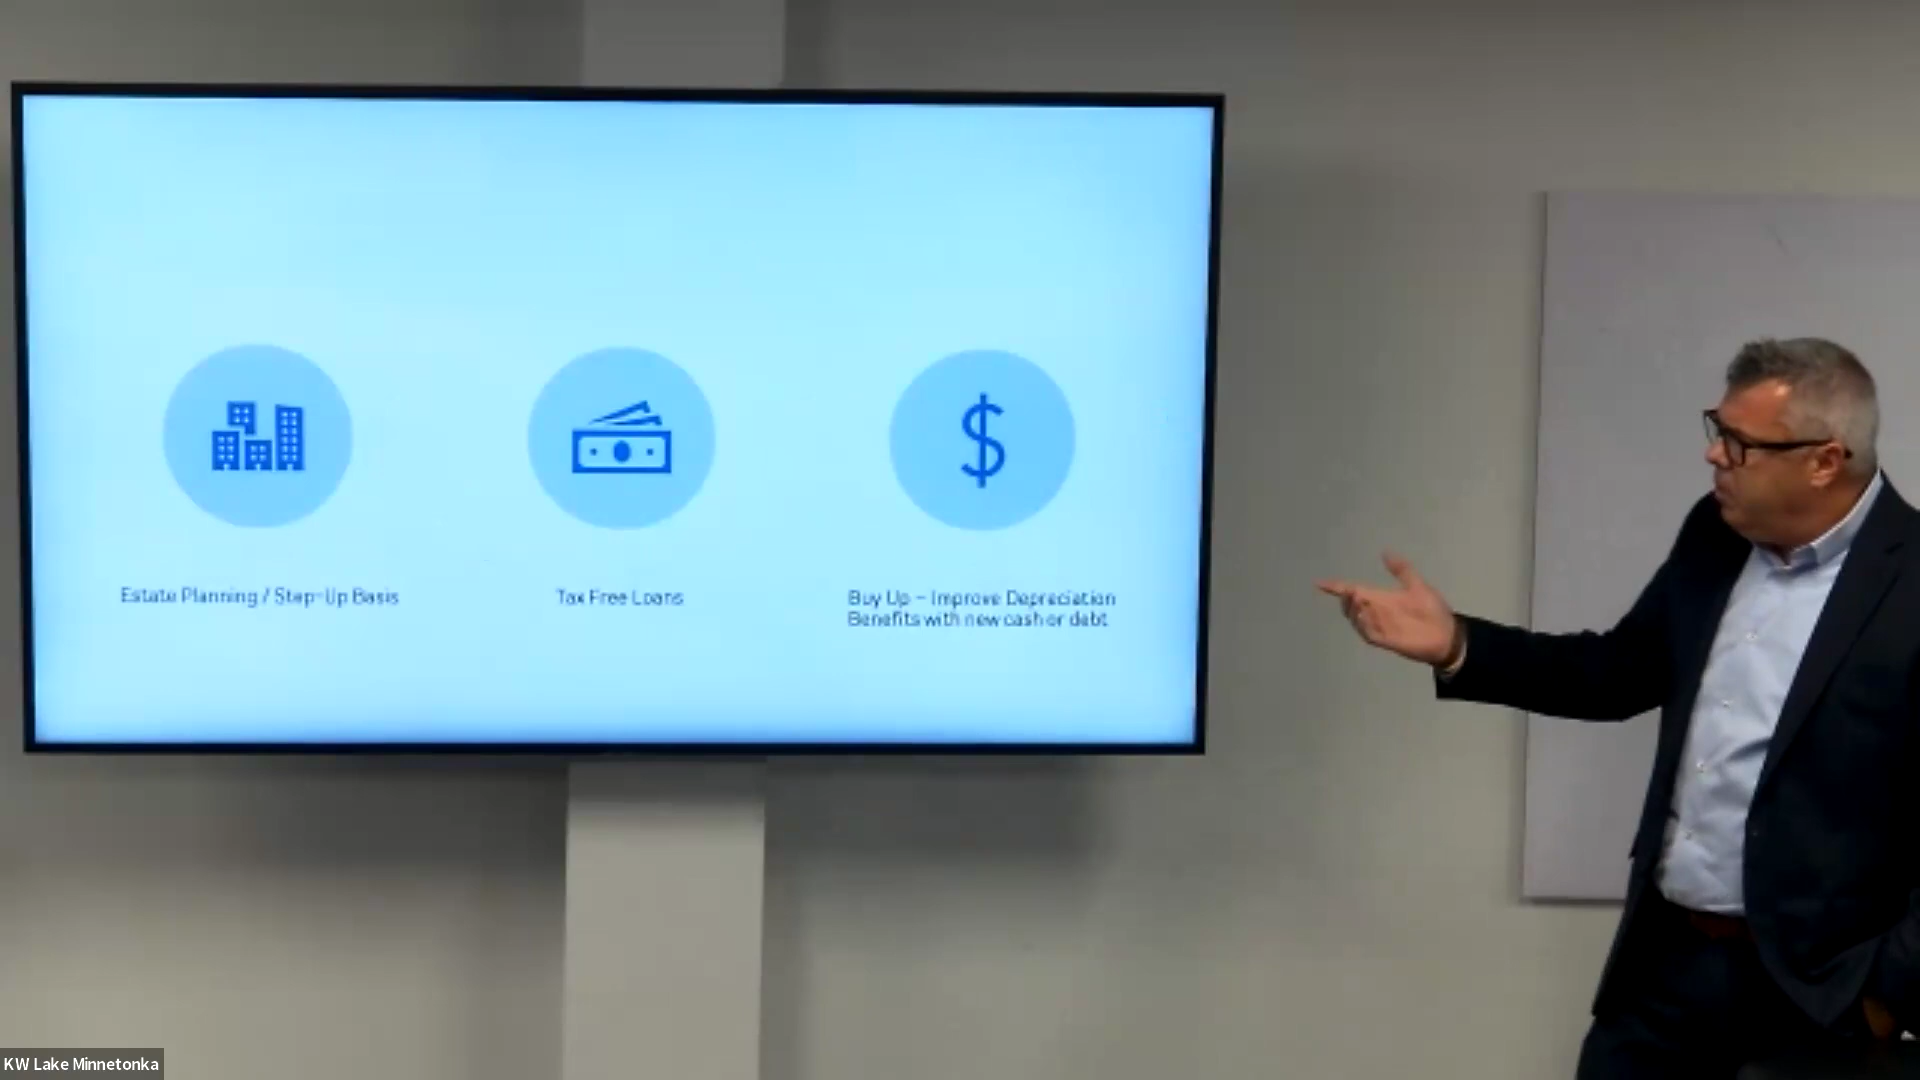 Estate Planning / Step-Up Basis
Tax Free Loans
Buy Up – Improve Depreciation
Benefits with new cash or debt
KW Lake Minnetonka